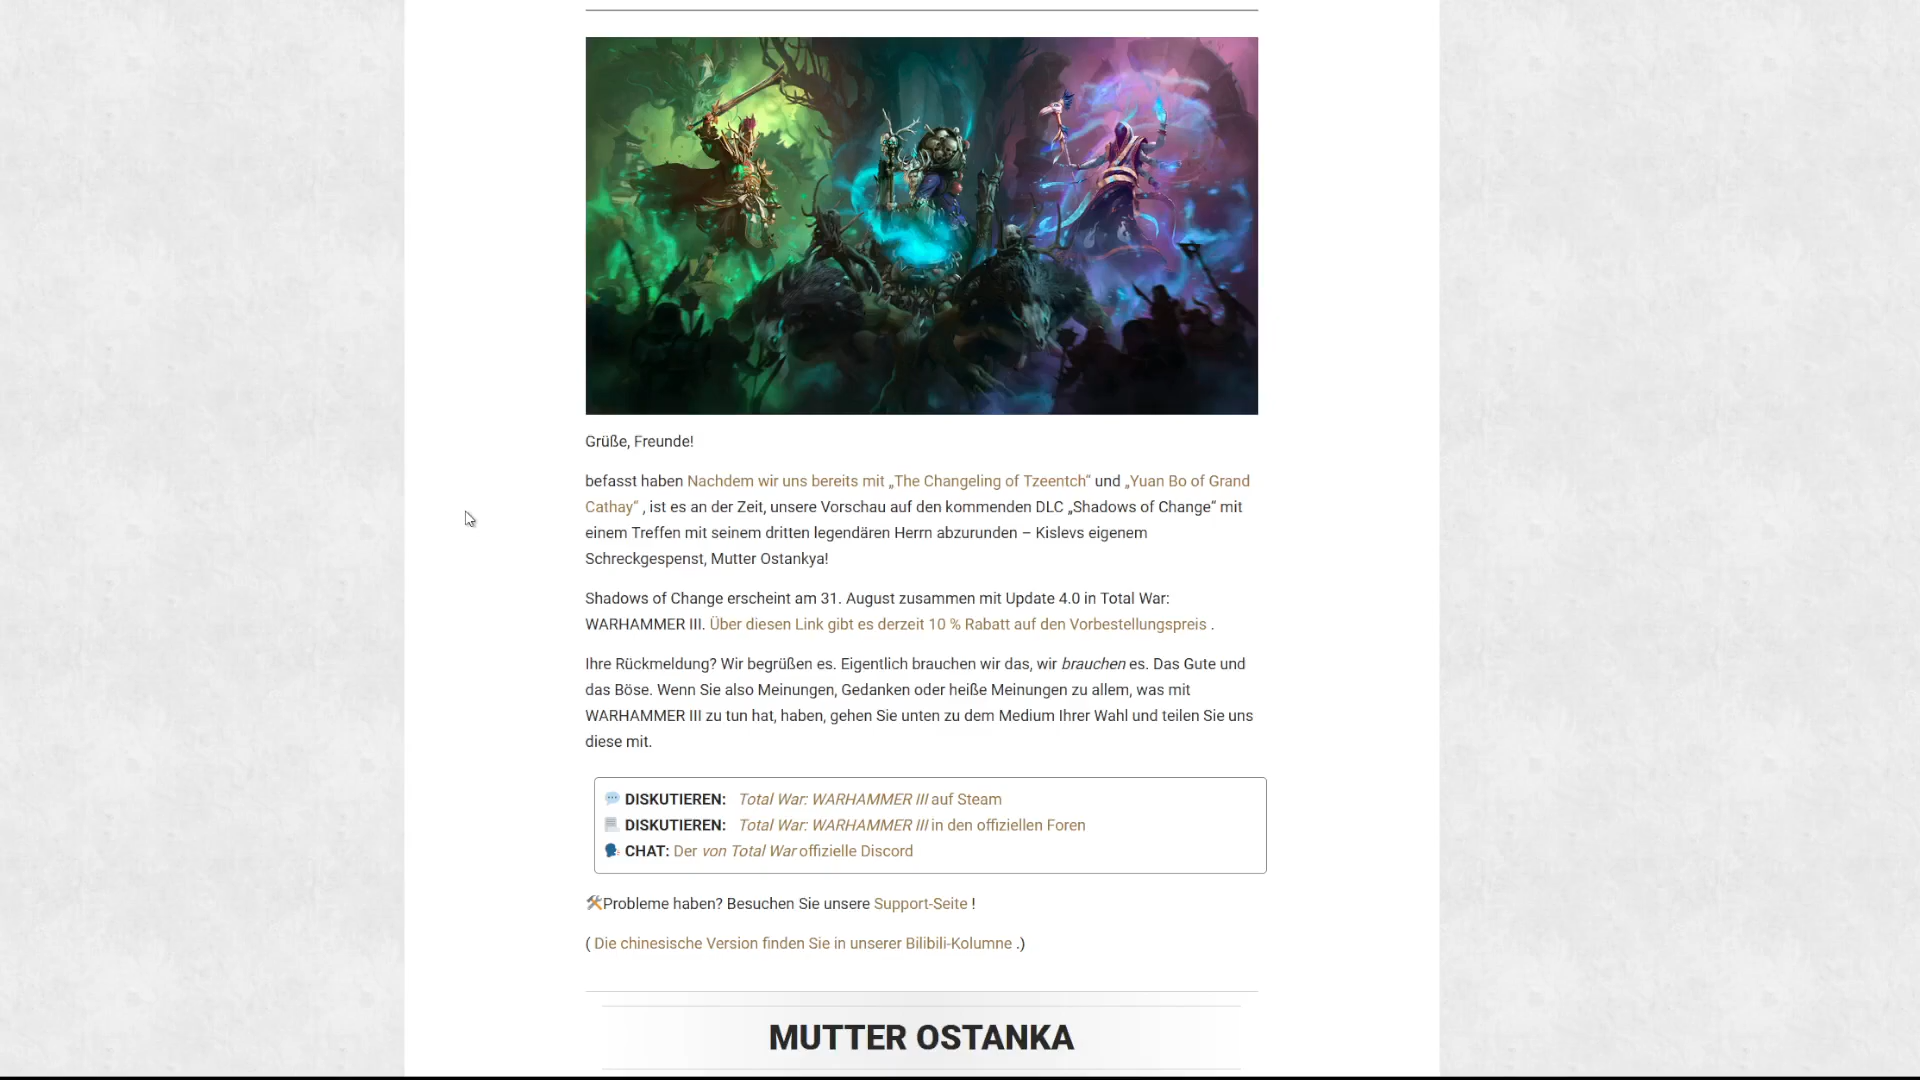 Grüße, Freunde!
befasst haben Nachdem wir uns bereits mit „The Changeling of Tzeentch“ und „Yuan Bo of Grand
Cathay“ , ist es an der Zeit, unsere Vorschau auf den kommenden DLC „Shadows of Change“ mit
einem Treffen mit seinem dritten legendären Herrn abzurunden – Kislevs eigenem
Schreckgespenst, Mutter Ostankya!
Shadows of Change erscheint am 31. August zusammen mit Update 4.0 in Total War:
WARHAMMER III. Über diesen Link gibt es derzeit 10 % Rabatt auf den Vorbestellungspreis .
Ihre Rückmeldung? Wir begrüßen es. Eigentlich brauchen wir das, wir brauchen es. Das Gute und
das Böse. Wenn Sie also Meinungen, Gedanken oder heiße Meinungen zu allem, was mit
WARHAMMER III zu tun hat, haben, gehen Sie unten zu dem Medium Ihrer Wahl und teilen Sie uns
diese mit.
DISKUTIEREN: Total War: WARHAMMER III auf Steam
DISKUTIEREN: Total War: WARHAMMER III in den offiziellen Foren
CHAT: Der von Total War offizielle Discord
Probleme haben? Besuchen Sie unsere Support-Seite !
( Die chinesische Version finden Sie in unserer Bilibili-Kolumne .)
MUTTER OSTANKA